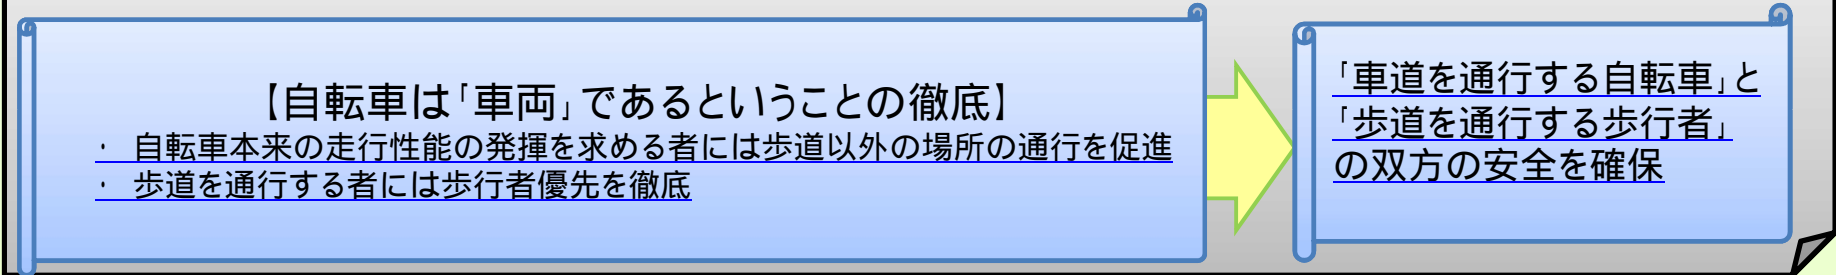 【自転車は「車両」であるということの徹底】
・ 自転車本来の走行性能の発揮を求める者には歩道以外の場所の通行を促進
・ 歩道を通行する者には歩行者優先を徹底
「車道を通行する自転車」と
「歩道を通行する歩行者」
の双方の安全を確保